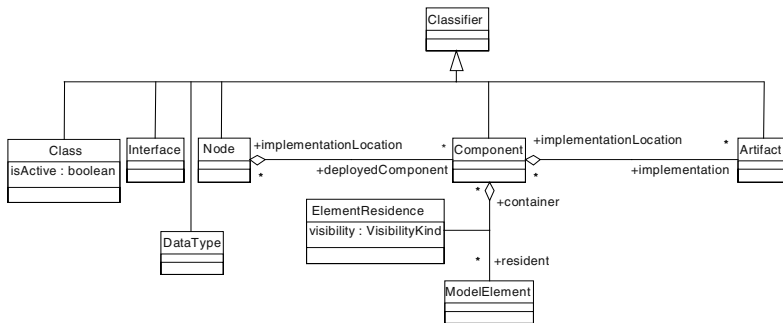 Classifier
Class
isActive : boolean
Interface
Node
+implementationLocation
*
*
+deployedComponent
Component
+implementationLocation
*
*
+implementation
Artifact
DataType
ElementResidence
visibility : VisibilityKind
*
+container
*
+resident
ModelElement